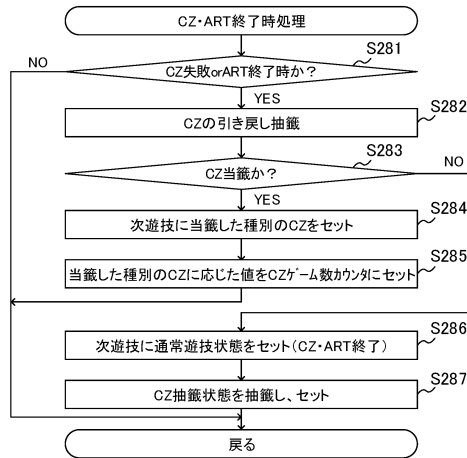 CZ・ART終了時処理
S281
NO
CZ失敗orART終了時か？
YES
S282
CZの引き戻し抽籤
S283
NO
CZ当籤か？
YES
S284
次遊技に当籤した種別のCZをセット
S285
当籤した種別のCZに応じた値をCZｹﾞｰﾑ数ｶｳﾝﾀにセット
S286
次遊技に通常遊技状態をセット（CZ・ART終了）
S287
CZ抽籤状態を抽籤し、セット
戻る